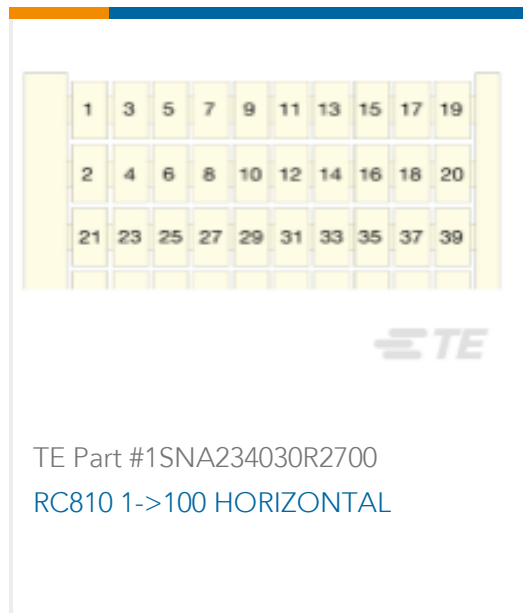 1 3 5 7 9 11 13 15 17 19
2 4 6 8 10 12 14 16 18 20
21 23 25 27 29 31 33 35 37 39
TE
TE Part #1SNA234030R2700
RC810 1->100 HORIZONTAL